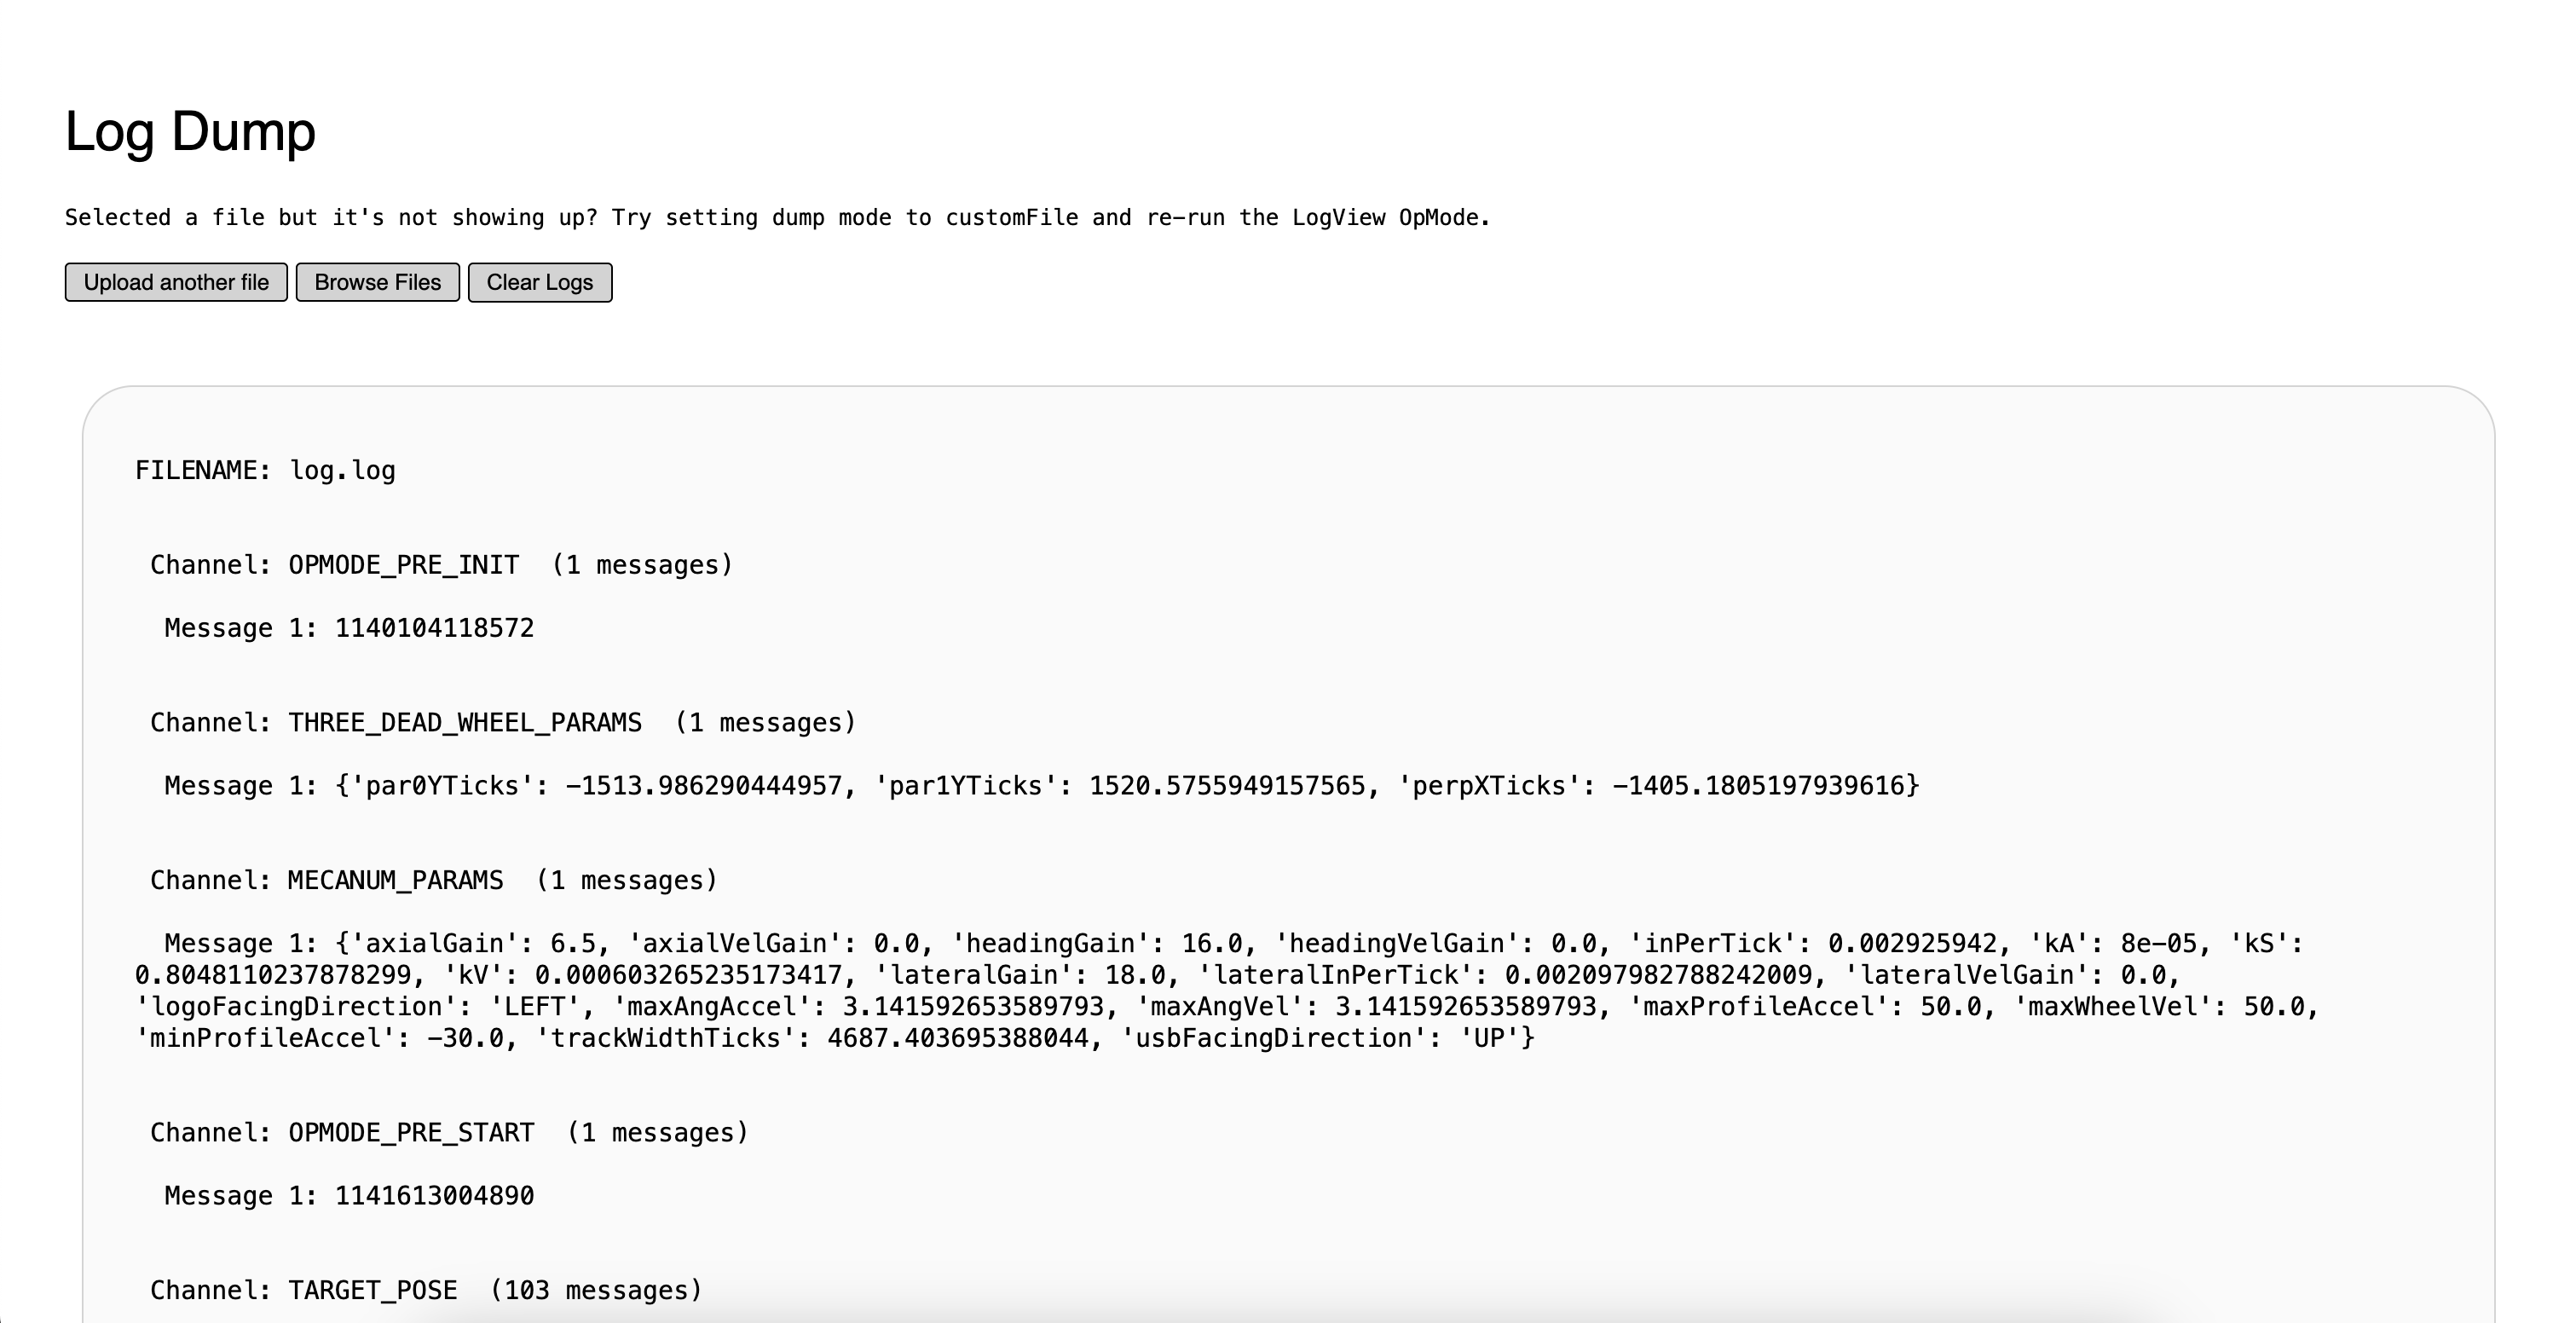 Log Dump
Selected a file but it's not showing up? Try setting dump mode to customFile and re-run the LogView OpMode.
Upload another file Browse Files Clear Logs
FILENAME: log.log
Channel: OPMODE_PRE_INIT (1 messages)
Message 1: 1140104118572
Channel: THREE_DEAD_WHEEL_PARAMS (1 messages)
Message 1: {'par0YTicks': -1513.986290444957, 'par1YTicks': 1520.5755949157565, 'perpXTicks': -1405.1805197939616}
Channel: MECANUM_PARAMS (1 messages)
Message 1: {'axialGain': 6.5, 'axialVelGain': 0.0, 'headingGain': 16.0, 'headingVelGain': 0.0, 'inPerTick': 0.002925942, 'kA': 8e-05, 'kS':
0.8048110237878299, 'kV': 0.000603265235173417, 'lateralGain': 18.0, 'lateralInPerTick': 0.002097982788242009, 'lateralVelGain': 0.0,
'logoFacingDirection': 'LEFT', 'maxAngAccel': 3.141592653589793, 'maxAngVel': 3.141592653589793, 'maxProfileAccel': 50.0, 'maxWheelVel': 50.0,
'minProfileAccel': -30.0, 'trackWidthTicks': 4687.403695388044, 'usbFacingDirection': 'UP'}
Channel: OPMODE_PRE_START (1 messages)
Message 1: 1141613004890
Channel: TARGET_POSE (103 messages)